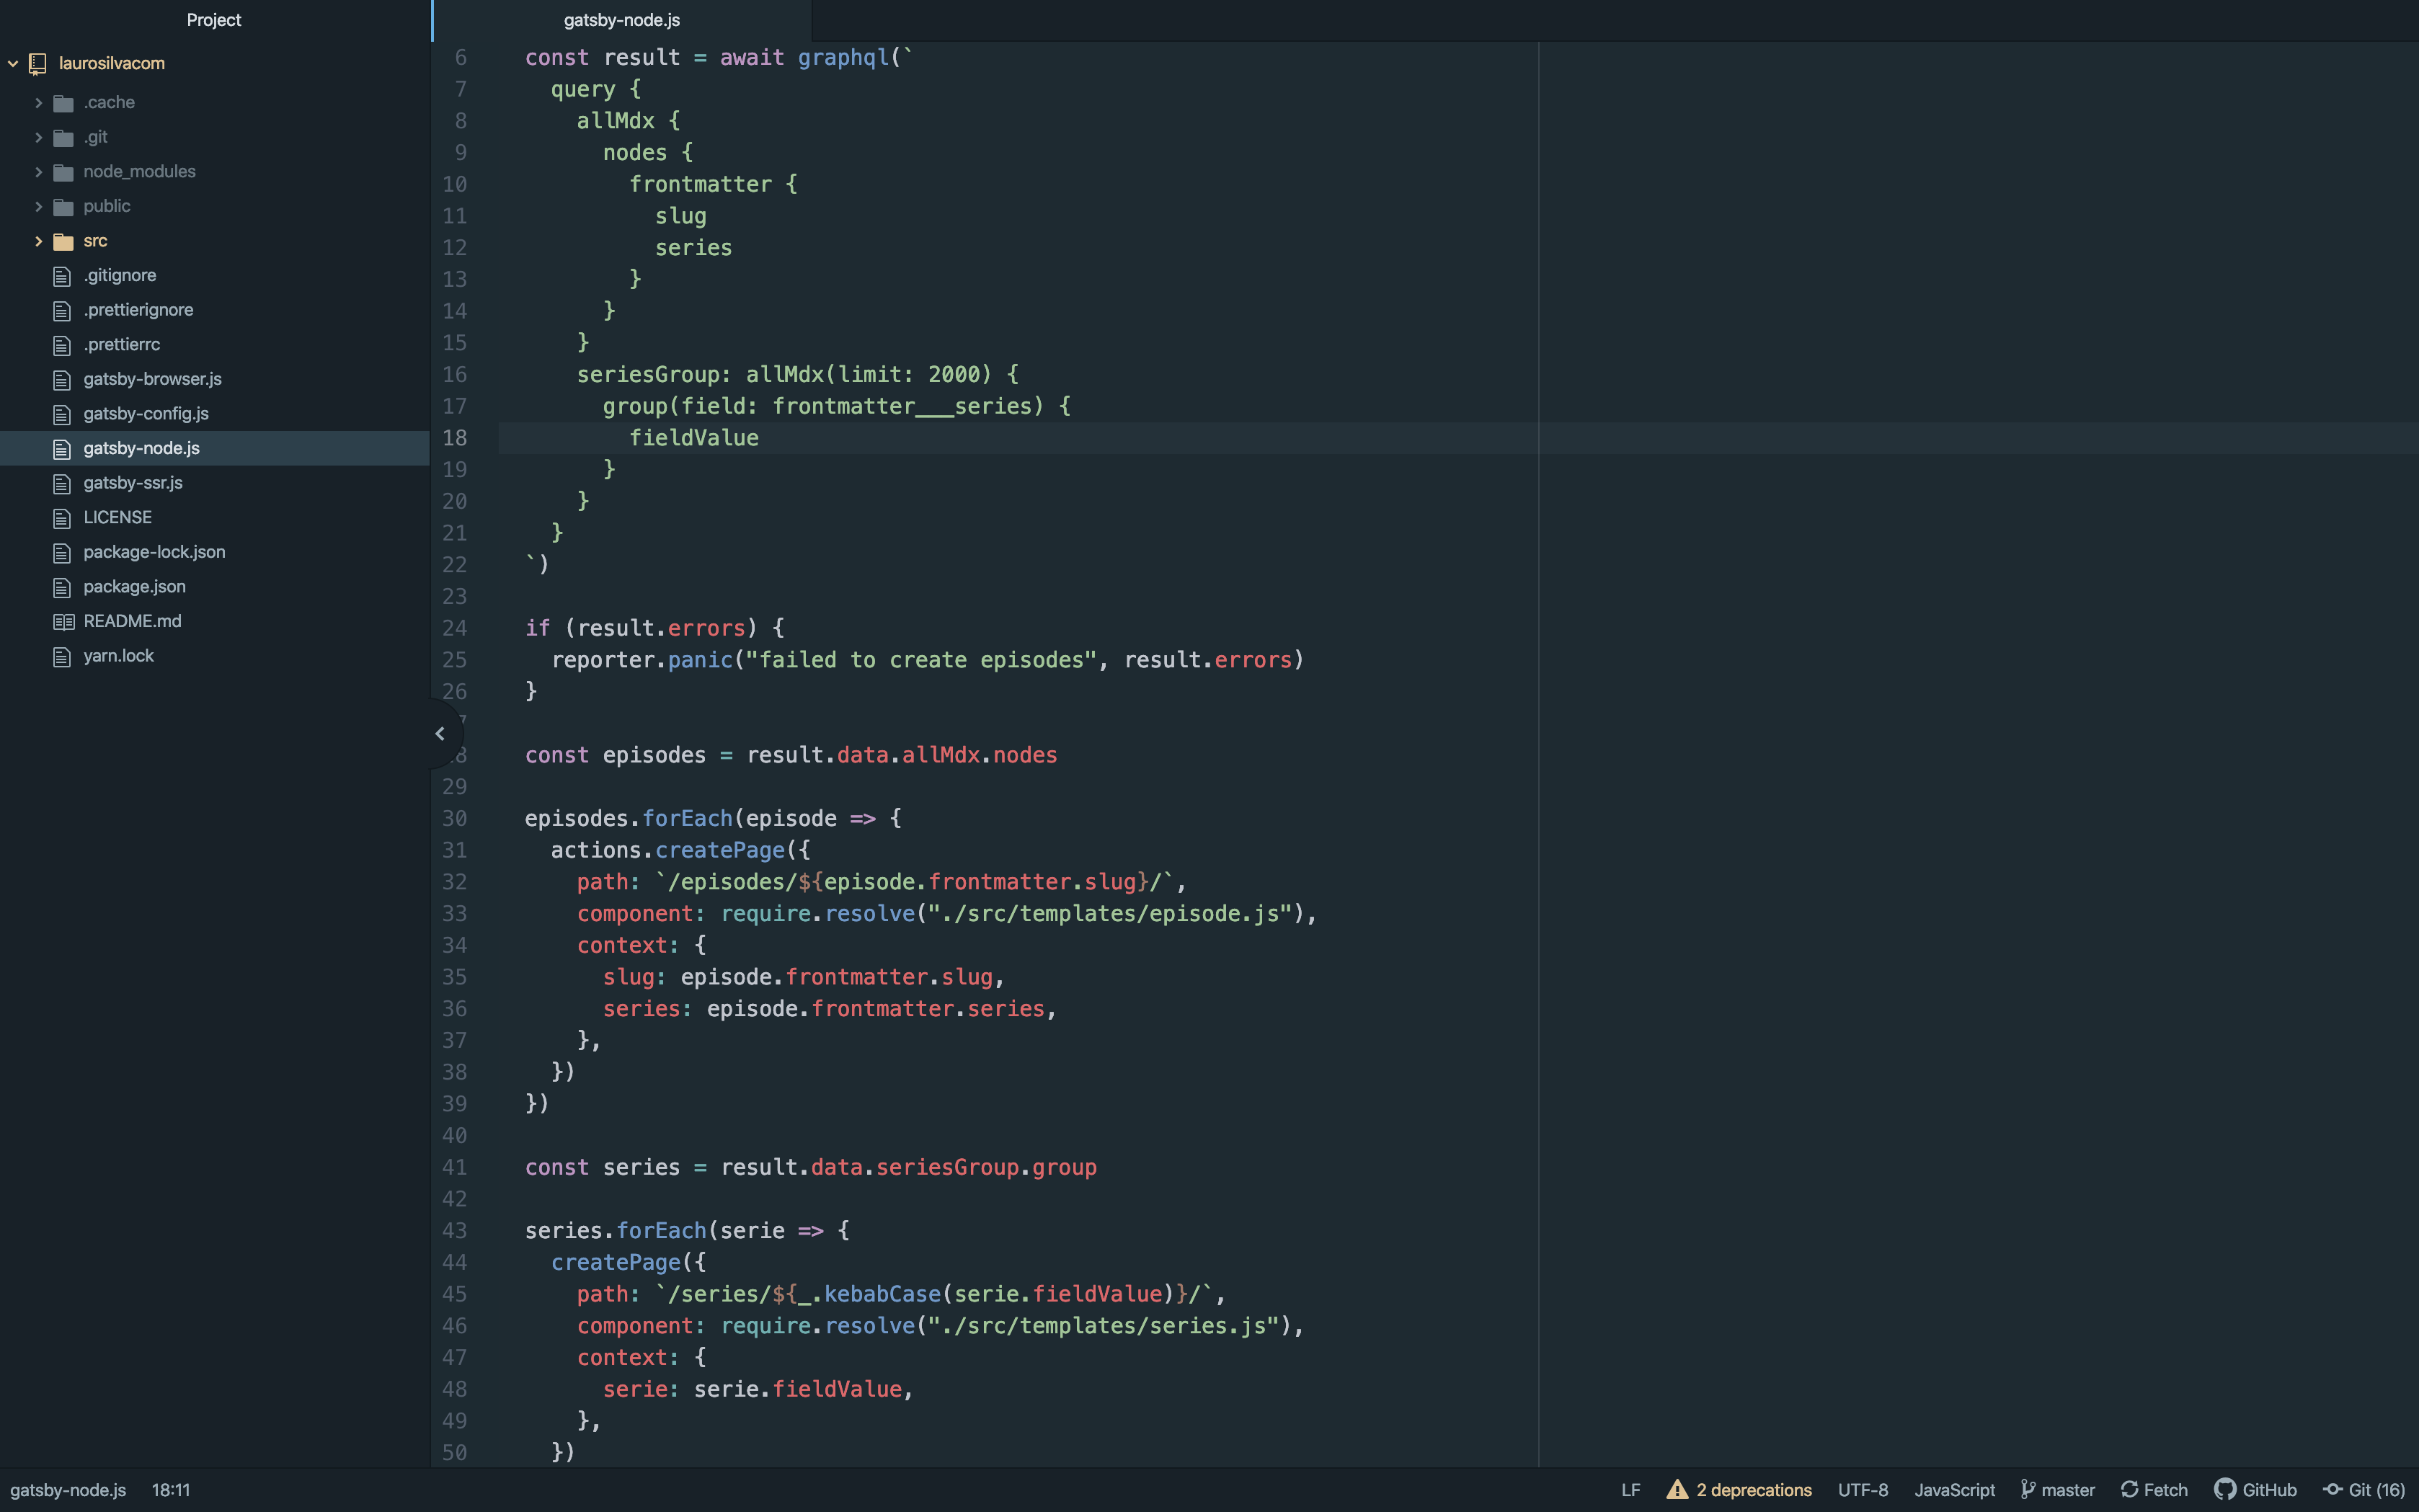 Project
laurosilvacom
.cache
.git
node_modules
public
src
.gitignore
.prettierignore
.prettierrc
gatsby-browser.js
gatsby-config.js
gatsby-node.js
gatsby-ssr.js
LICENSE
package-lock.json
package.json
README.md
yarn.lock
gatsby-node.js
6 const result = await graphql(`
7 query {
8 allMdx {
9 nodes {
10 frontmatter {
11 slug
12 series
13 }
14 }
15 }
16 seriesGroup: allMdx(limit: 2000) {
17 group(field: frontmatter___series) {
18 fieldValue
19 }
20 }
21 }
22 `)
23
24 if (result.errors) {
25 reporter.panic("failed to create episodes", result.errors)
26 }
7
8 const episodes = result.data.allMdx.nodes
29
30 episodes.forEach(episode => {
31 actions.createPage({
32 path: `/episodes/${episode.frontmatter.slug}/`,
33 component: require.resolve("./src/templates/episode.js"),
34 context: {
35 slug: episode.frontmatter.slug,
36 series: episode.frontmatter.series,
37 },
38 })
39 })
40
41 const series = result.data.seriesGroup.group
42
43 series.forEach(serie => {
44 createPage({
45 path: `/series/${_.kebabCase(serie.fieldValue)}/`,
46 component: require.resolve("./src/templates/series.js"),
47 context: {
48 serie: serie.fieldValue,
49 },
50 })
gatsby-node.js 18:11 LF 2 deprecations UTF-8 JavaScript master Fetch GitHub Git (16)